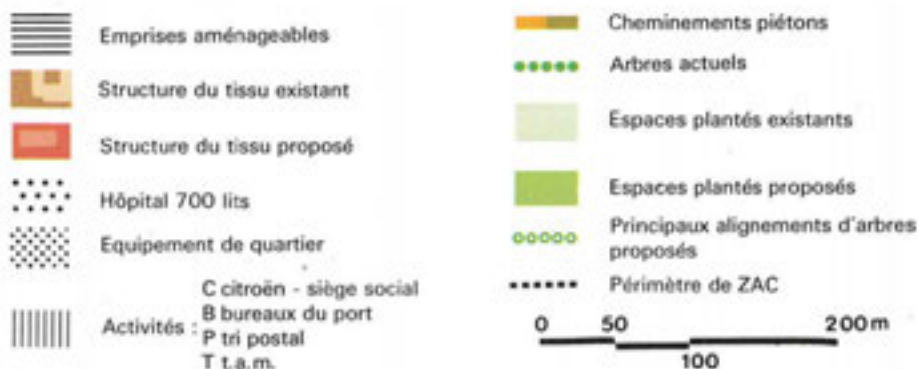 Emprises aménageables
Structure du tissu existant
Structure du tissu proposé
Hôpital 700 lits
Equipement de quartier
Activités :
C citroën - siège social
B bureaux du port
P tri postal
T t.a.m.
Cheminements piéton
Arbres actuels
Espaces plantés existants
Espaces plantés proposés
Principaux alignements d'arbres
proposés
Périmètre de ZAC
0 50 200 m
100